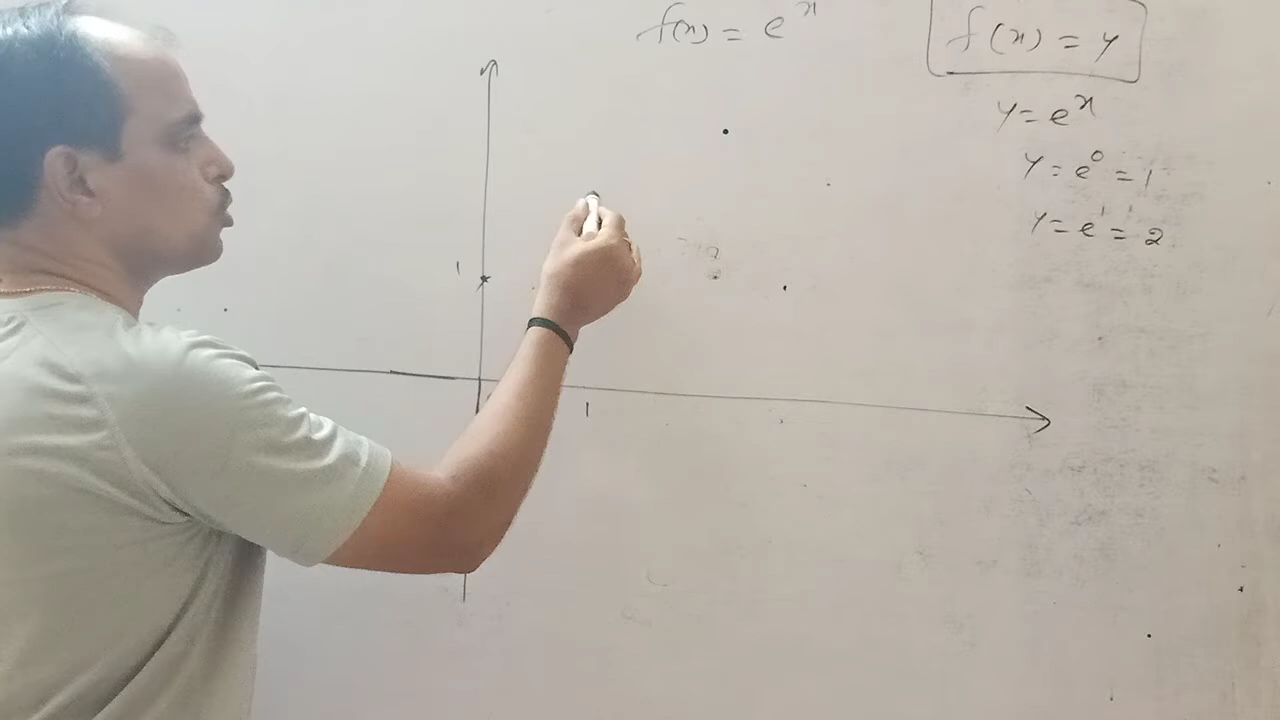 f(x) = e^x
f(x) = y
y = e^x
y = e^0 = 1
y = e^1 = 2
1
1